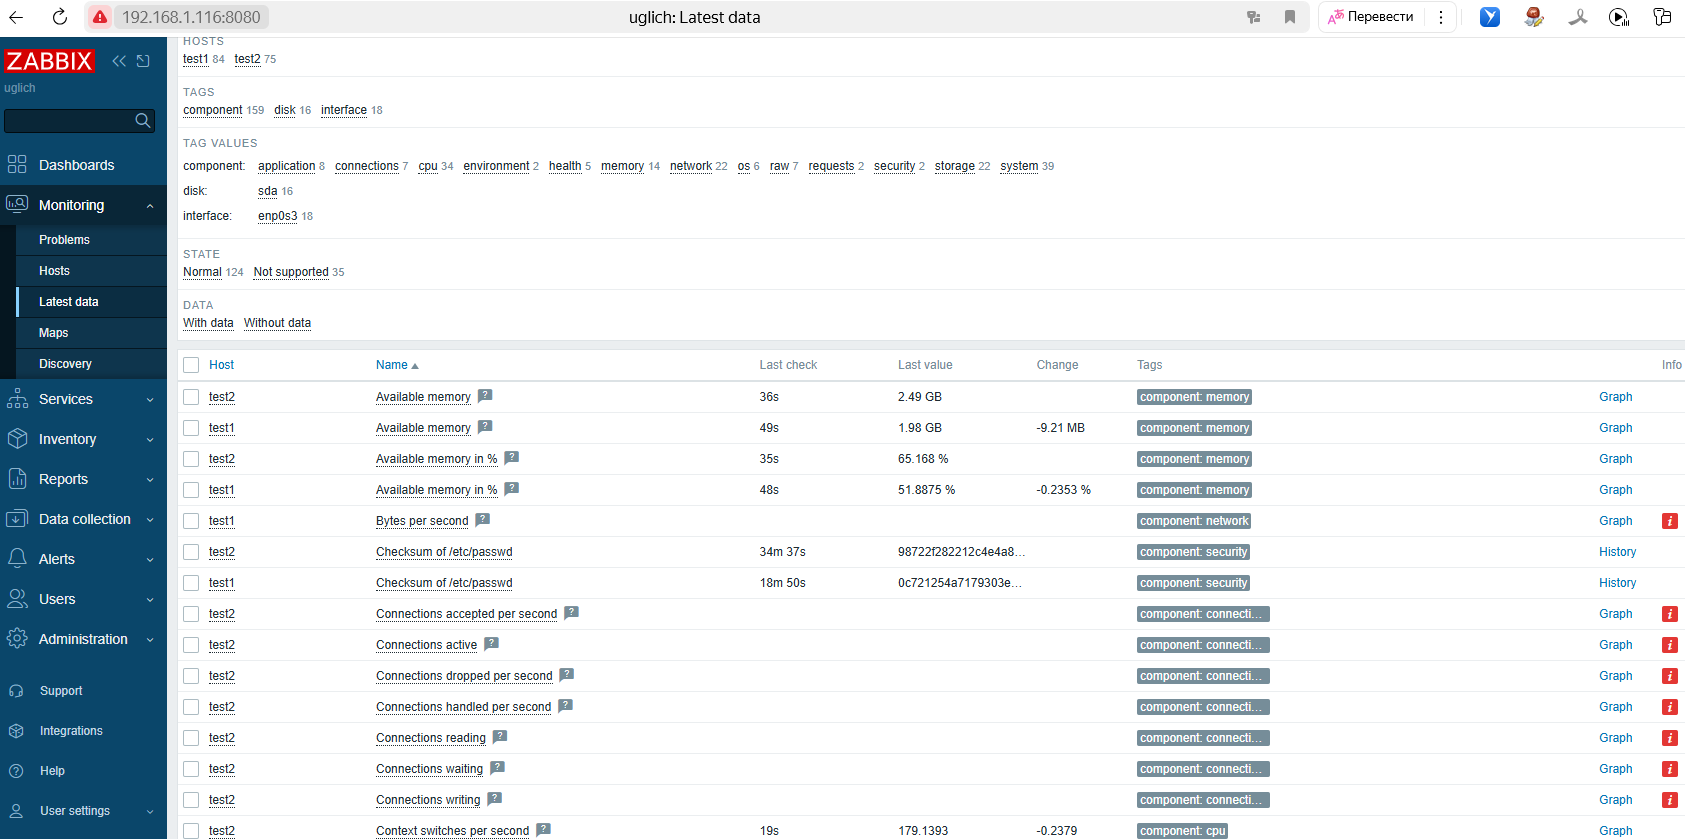 192.168.1.116:8080 uglich: Latest data Перевести
ZABBIX
uglich
Dashboards
Monitoring
Problems
Hosts
Latest data
Maps
Discovery
Services
Inventory
Reports
Data collection
Alerts
Users
Administration
Support
Integrations
Help
User settings
HOSTS
test1 84 test2 75
TAGS
component 159 disk 16 interface 18
TAG VALUES
component: application 8 connections 7 cpu 34 environment 2 health 5 memory 14 network 22 os 6 raw 7 requests 2 security 2 storage 22 system 39
disk: sda 16
interface: enp0s3 18
STATE
Normal 124 Not supported 35
DATA
With data Without data
Host Name Last check Last value Change Tags Info
test2 Available memory ? 36s 2.49 GB component: memory Graph
test1 Available memory ? 49s 1.98 GB -9.21 MB component: memory Graph
test2 Available memory in % ? 35s 65.168 % component: memory Graph
test1 Available memory in % ? 48s 51.8875 % -0.2353 % component: memory Graph
test1 Bytes per second ? component: network Graph i
test2 Checksum of /etc/passwd 34m 37s 98722f282212c4e4a8... component: security History
test1 Checksum of /etc/passwd 18m 50s 0c721254a7179303e... component: security History
test2 Connections accepted per second ? component: connecti... Graph i
test2 Connections active ? component: connecti... Graph i
test2 Connections dropped per second ? component: connecti... Graph i
test2 Connections handled per second ? component: connecti... Graph i
test2 Connections reading ? component: connecti... Graph i
test2 Connections waiting ? component: connecti... Graph i
test2 Connections writing ? component: connecti... Graph i
test2 Context switches per second ? 19s 179.1393 -0.2379 component: cpu Graph